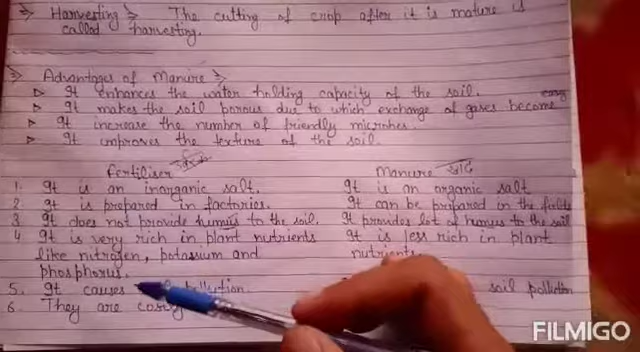 Harvesting The cutting of crop after it is mature is
called harvesting.
Advantages of Manure
It enhances the water holding capacity of the soil.
It makes the soil porous due to which exchange of gases become easy
It increase the number of friendly microbes.
It improves the texture of the soil.
Fertiliser Manure खाद
1. It is an inorganic salt. It is an organic salt
2. It is prepared in factories. It can be prepared in the fields
3. It does not provide humus to the soil. It provides lot of humus to the soil
4. It is very rich in plant nutrients It is less rich in plant
like nitrogen, potassium and nutrients.
phosphorus.
5. It causes pollution. soil pollution
6. They are costly
FILMIGO